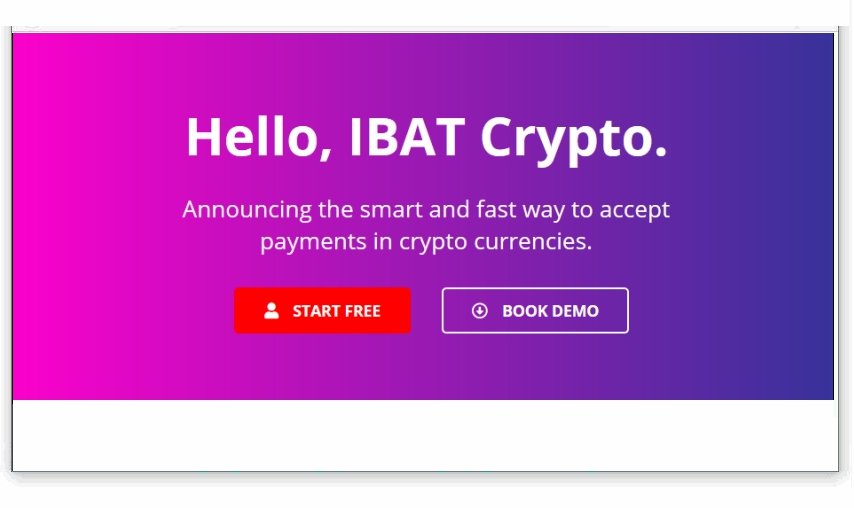 Hello, IBAT Crypto.
Announcing the smart and fast way to accept
payments in crypto currencies.
START FREE
BOOK DEMO